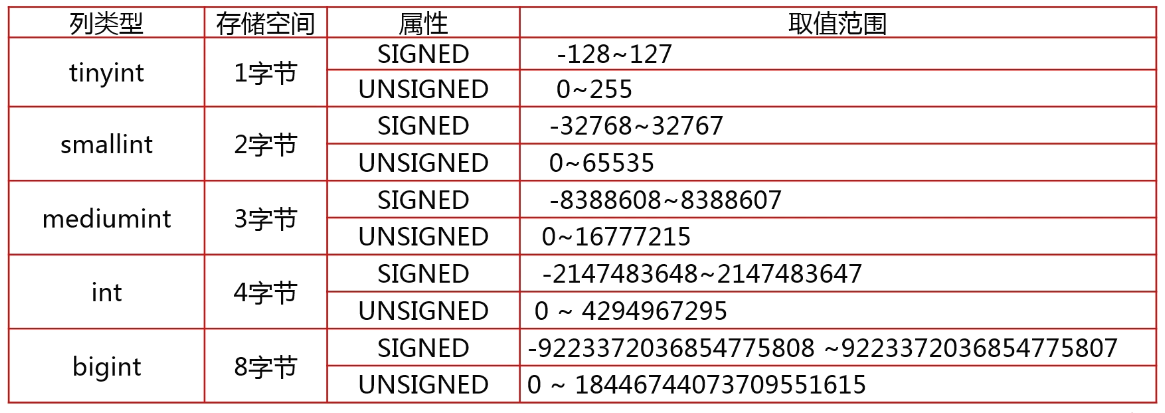 列类型 存储空间 属性 取值范围
tinyint 1字节 SIGNED -128~127
UNSIGNED 0~255
smallint 2字节 SIGNED -32768~32767
UNSIGNED 0~65535
mediumint 3字节 SIGNED -8388608~8388607
UNSIGNED 0~16777215
int 4字节 SIGNED -2147483648~2147483647
UNSIGNED 0 ~ 4294967295
bigint 8字节 SIGNED -9223372036854775808 ~9223372036854775807
UNSIGNED 0 ~ 18446744073709551615